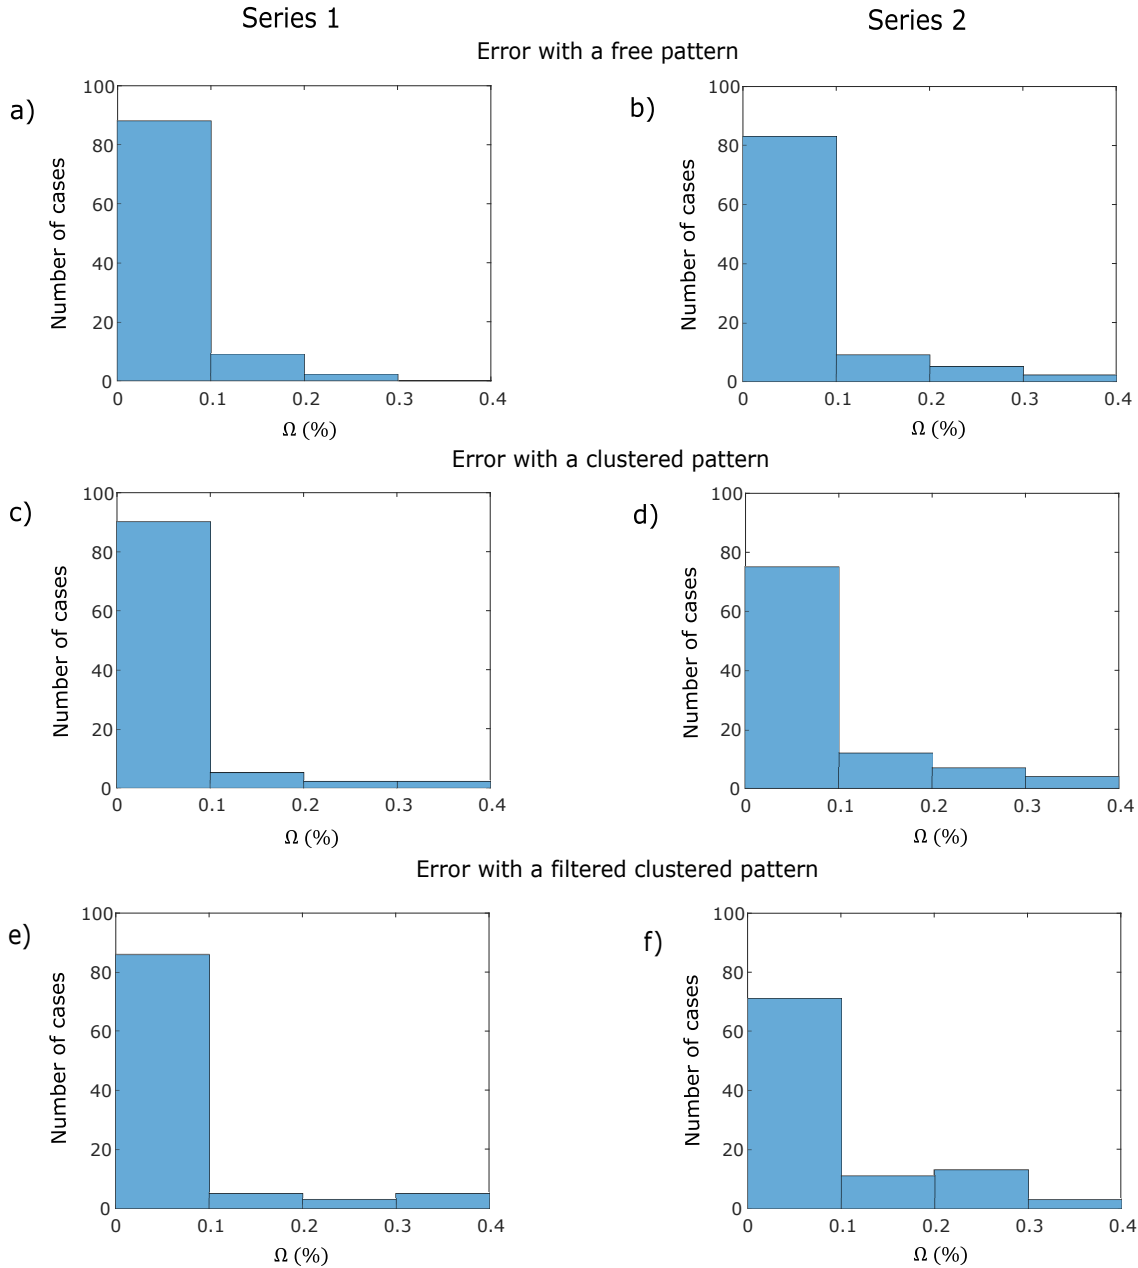 Series 1
Series 2
Error with a free pattern
a)
100
80
60
40
20
0
Number of cases
0 0.1 0.2 0.3 0.4
Ω (%)
b)
100
80
60
40
20
0
Number of cases
0 0.1 0.2 0.3 0.4
Ω (%)
Error with a clustered pattern
c)
100
80
60
40
20
0
Number of cases
0 0.1 0.2 0.3 0.4
Ω (%)
d)
100
80
60
40
20
0
Number of cases
0 0.1 0.2 0.3 0.4
Ω (%)
Error with a filtered clustered pattern
e)
100
80
60
40
20
0
Number of cases
0 0.1 0.2 0.3 0.4
Ω (%)
f)
100
80
60
40
20
0
Number of cases
0 0.1 0.2 0.3 0.4
Ω (%)